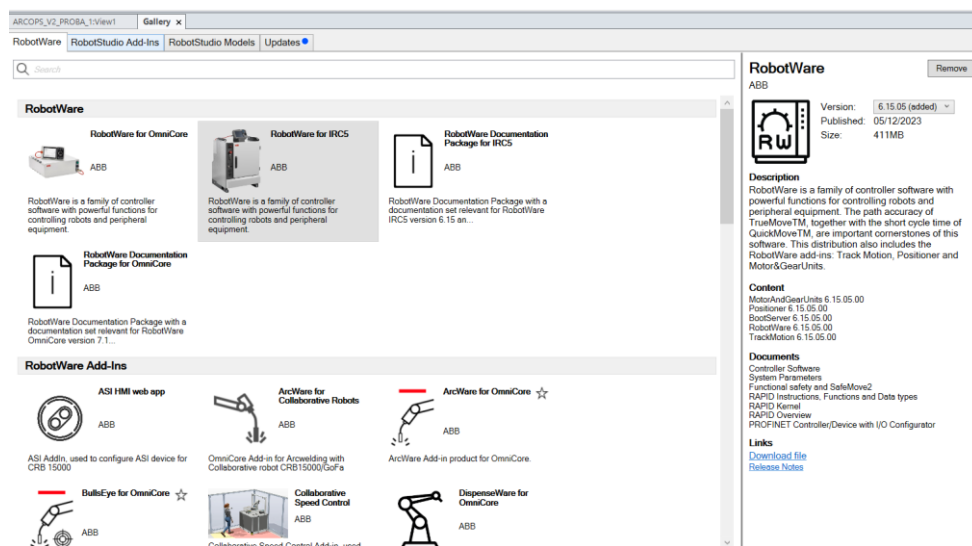 ARCOPS_V2_PROBA_1:View1
Gallery
RobotWare
RobotStudio Add-Ins
RobotStudio Models
Updates
Search
RobotWare
RobotWare for OmniCore
ABB
RobotWare is a family of controller
software with powerful functions for
controlling robots and peripheral
equipment.
RobotWare for IRC5
ABB
RobotWare is a family of controller
software with powerful functions for
controlling robots and peripheral
equipment.
RobotWare Documentation
Package for IRC5
ABB
RobotWare Documentation Package with a
documentation set relevant for RobotWare
IRC5 version 6.15 an...
RobotWare Documentation
Package for OmniCore
ABB
RobotWare Documentation Package with a
documentation set relevant for RobotWare
OmniCore version 7.1...
RobotWare Add-Ins
ASI HMI web app
ABB
ASI AddIn, used to configure ASI device for
CRB 15000
ArcWare for
Collaborative Robots
ABB
OmniCore Add-in for Arcwelding with
Collaborative robot CRB15000/GoFa
ArcWare for OmniCore
ABB
ArcWare Add-in product for OmniCore.
BullsEye for OmniCore
ABB
Collaborative
Speed Control
ABB
Collaborative Speed Control Add-in, used
DispenseWare for
OmniCore
ABB
RobotWare
Remove
ABB
RW
Version: 6.15.05 (added)
Published: 05/12/2023
Size: 411MB
Description
RobotWare is a family of controller software with
powerful functions for controlling robots and
peripheral equipment. The path accuracy of
TrueMoveTM, together with the short cycle time of
QuickMoveTM, are important cornerstones of this
software. This distribution also includes the
RobotWare add-ins: Track Motion, Positioner and
Motor&GearUnits.
Content
MotorAndGearUnits 6.15.05.00
Positioner 6.15.05.00
BootServer 6.15.05.00
RobotWare 6.15.05.00
TrackMotion 6.15.05.00
Documents
Controller Software
System Parameters
Functional safety and SafeMove2
RAPID Instructions, Functions and Data types
RAPID Kernel
RAPID Overview
PROFINET Controller/Device with I/O Configurator
Links
Download file
Release Notes